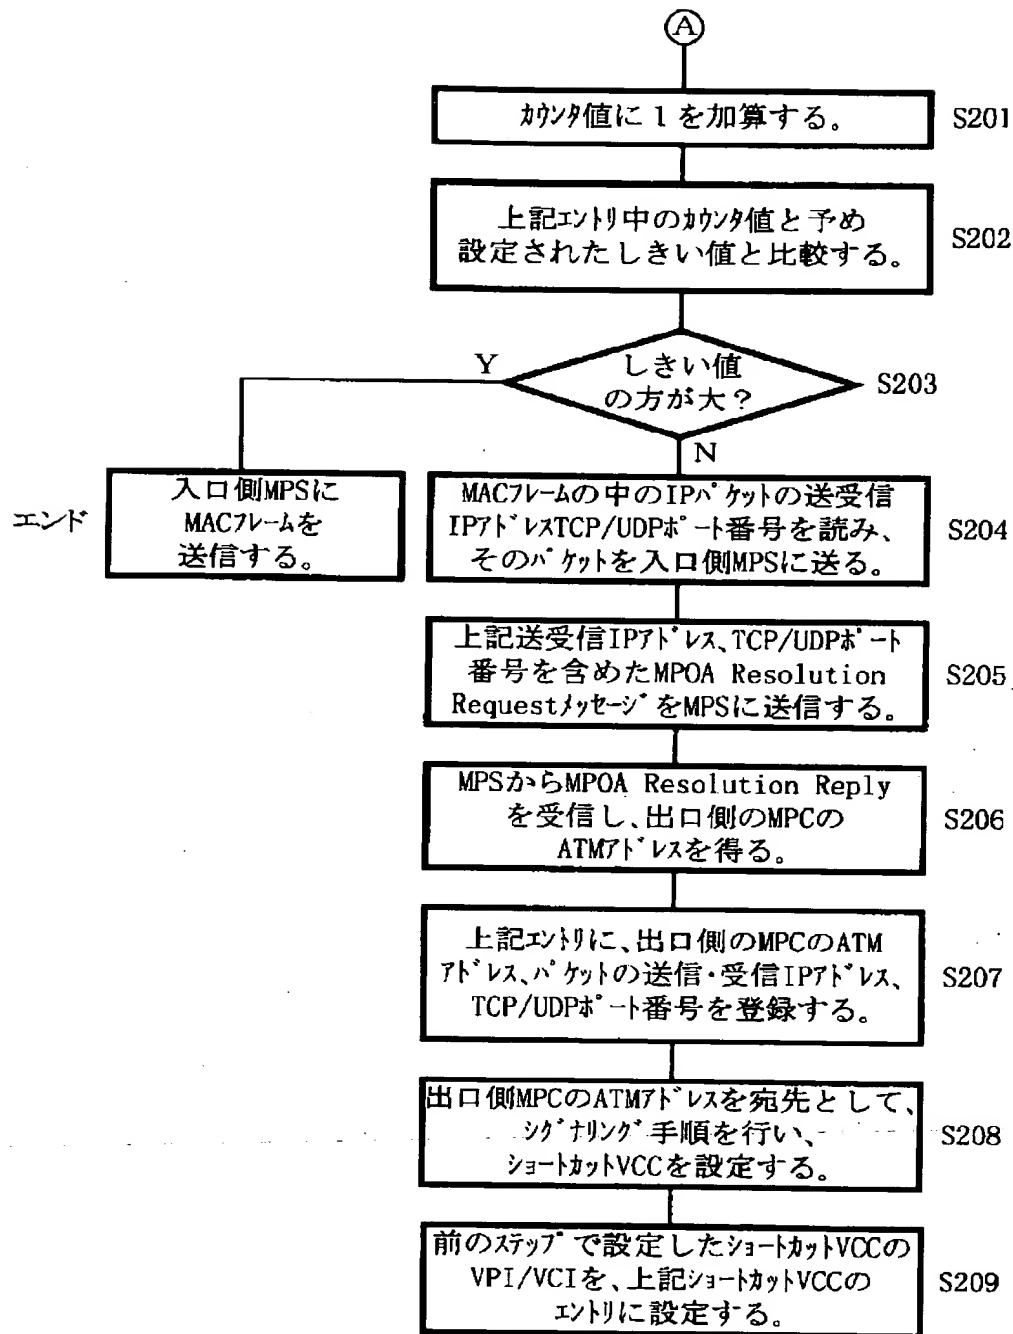 A
カウンタ値に1を加算する。
S201
上記エントリ中のカウンタ値と予め
設定されたしきい値と比較する。
S202
しきい値
の方が大?
S203
Y
N
入口側MPSに
MACフレームを
送信する。
エンド
MACフレームの中のIPパケットの送受信
IPアドレスTCP/UDPポート番号を読み、
そのパケットを入口側MPSに送る。
S204
上記送受信IPアドレス、TCP/UDPポート
番号を含めたMPOA Resolution
RequestメッセージをMPSに送信する。
S205
MPSからMPOA Resolution Reply
を受信し、出口側のMPCの
ATMアドレスを得る。
S206
上記エントリに、出口側のMPCのATM
アドレス、パケットの送信・受信IPアドレス、
TCP/UDPポート番号を登録する。
S207
出口側MPCのATMアドレスを宛先として、
シグナリング手順を行い、
ショートカットVCCを設定する。
S208
前のステップで設定したショートカットVCCの
VPI/VCIを、上記ショートカットVCCの
エントリに設定する。
S209